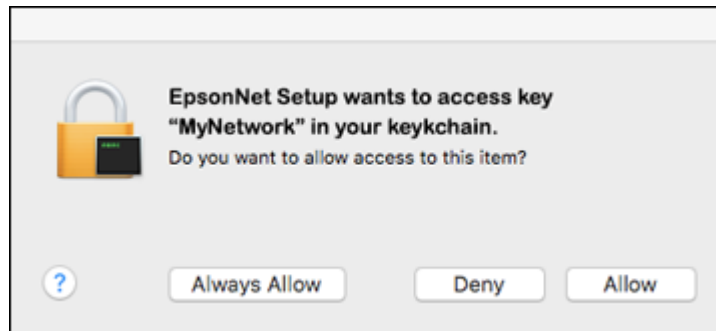 EpsonNet Setup wants to access key
“MyNetwork” in your keykchain.
Do you want to allow access to this item?
?
Always Allow
Deny
Allow